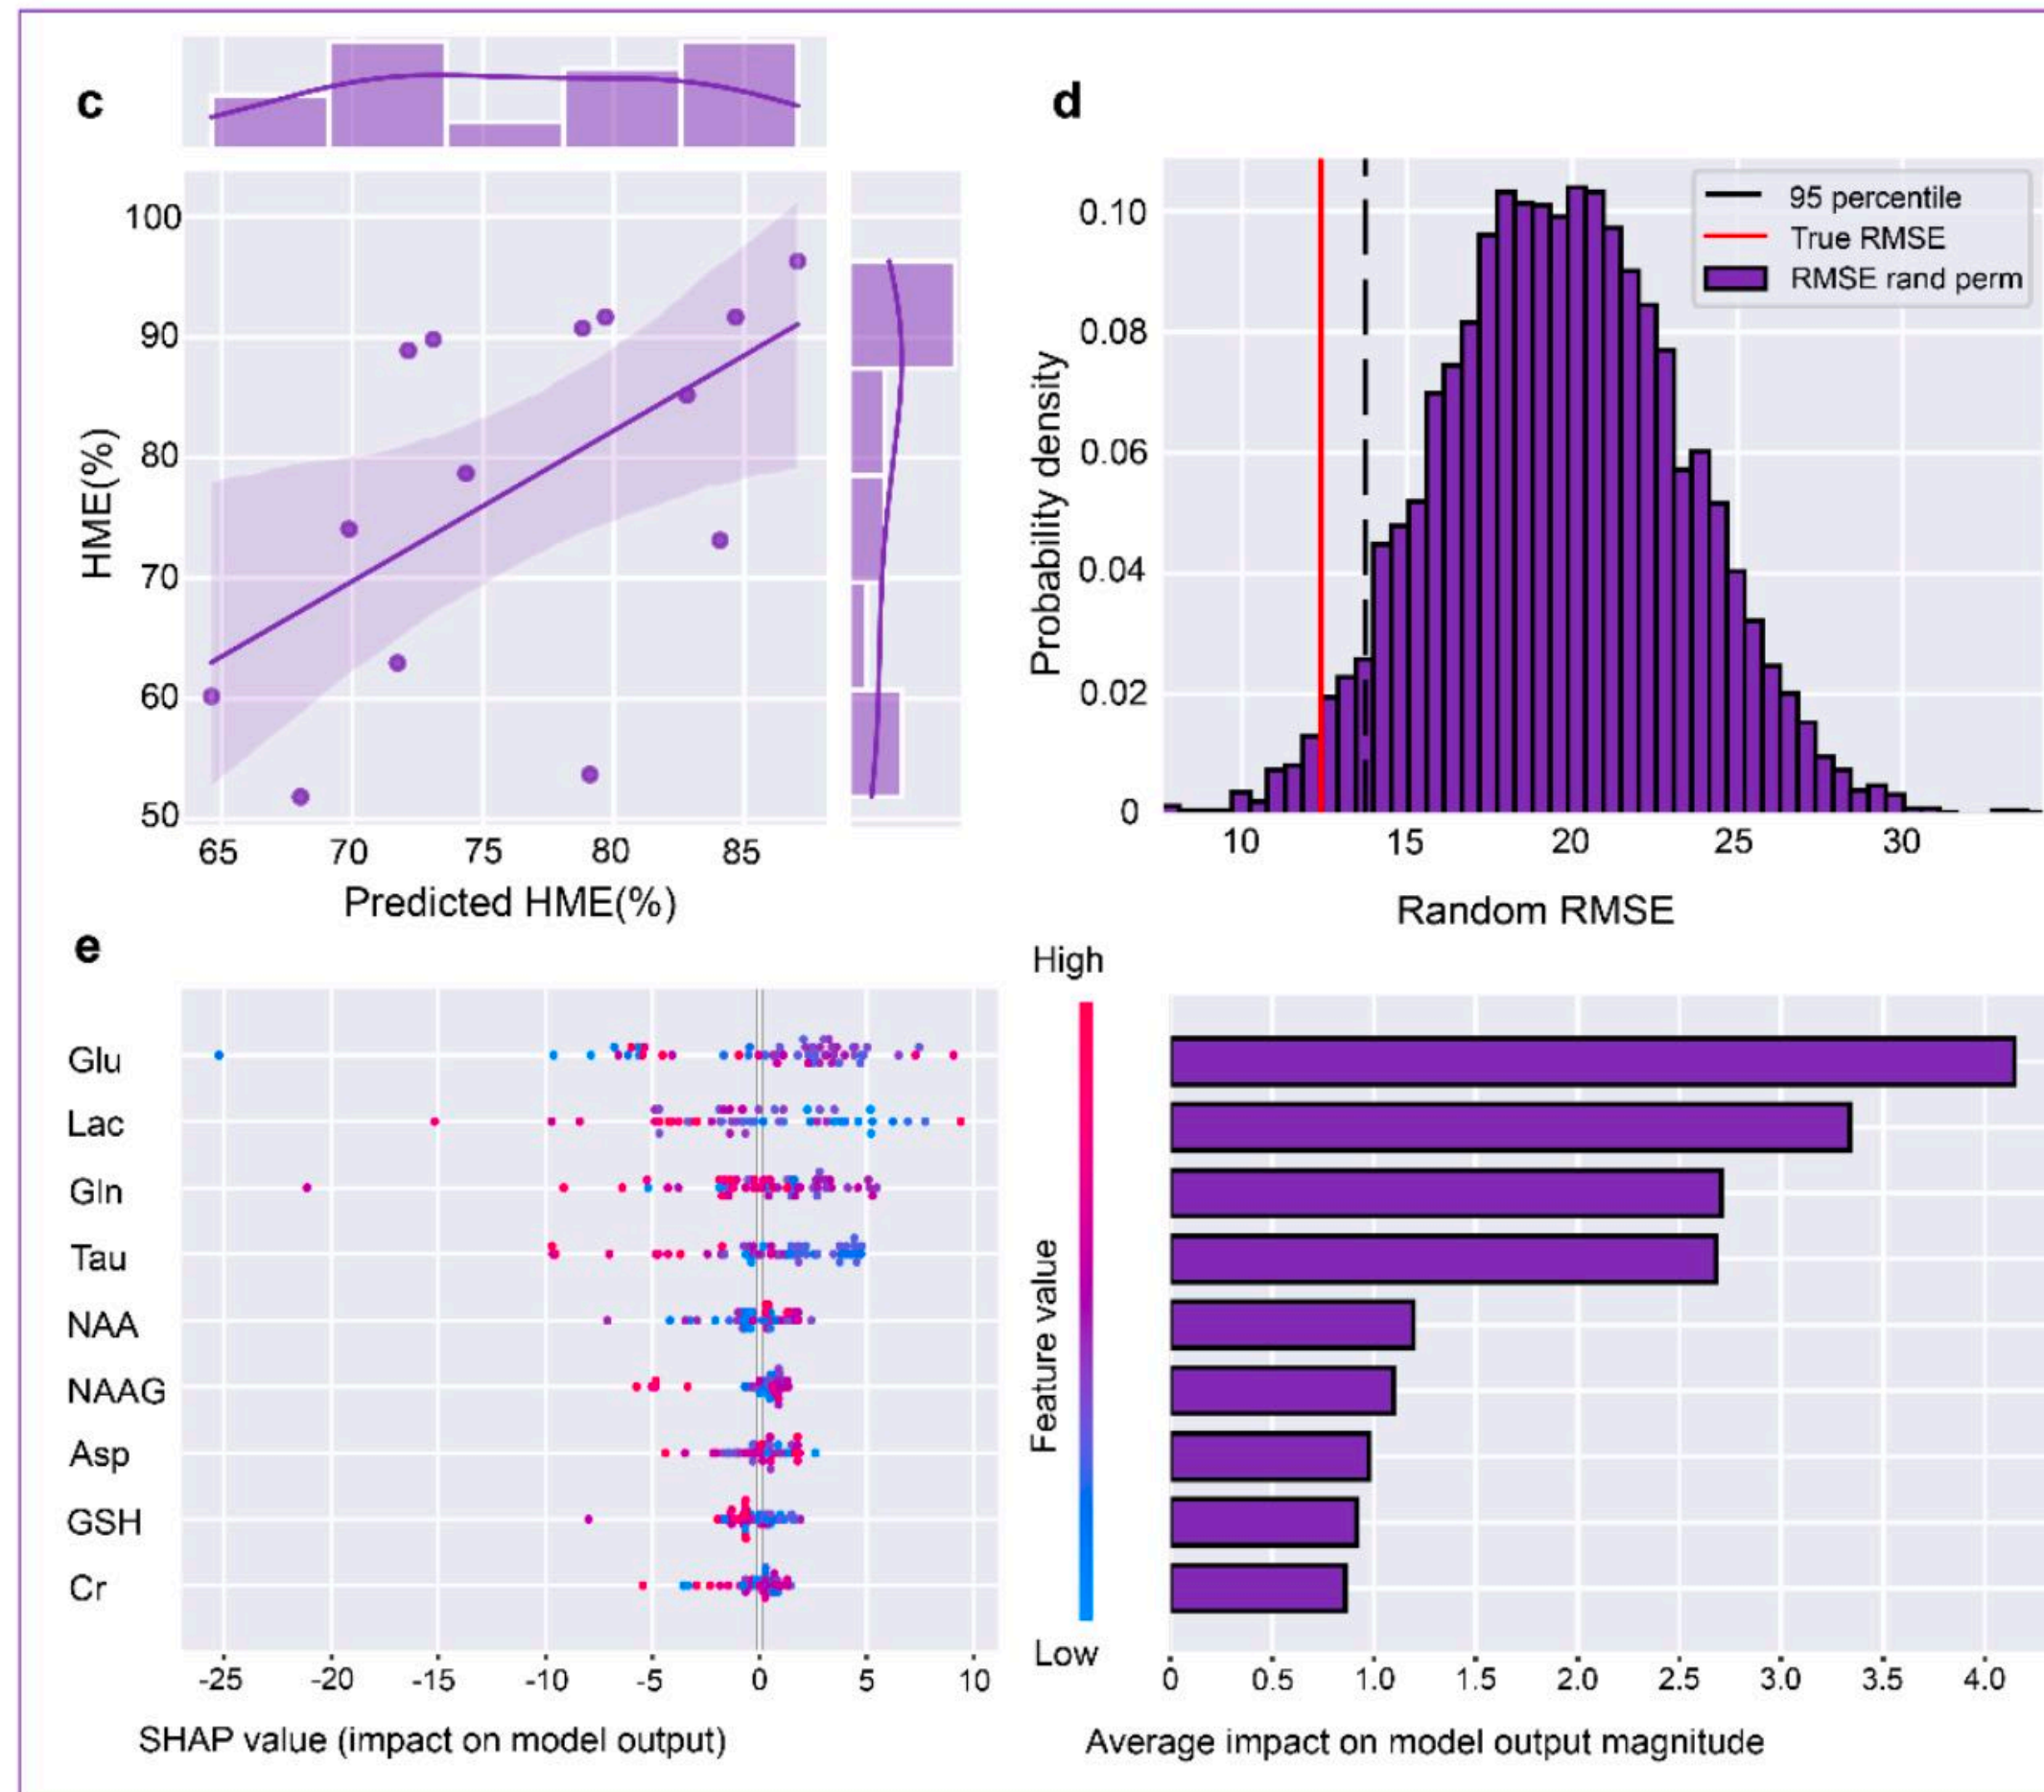 c
HME(%)
100
90
80
70
60
50
65 70 75 80 85
Predicted HME(%)
d
Probability density
0.10
0.08
0.06
0.04
0.02
0
95 percentile
True RMSE
RMSE rand perm
10 15 20 25 30
Random RMSE
e
Glu
Lac
Gln
Tau
NAA
NAAG
Asp
GSH
Cr
-25 -20 -15 -10 -5 0 5 10
SHAP value (impact on model output)
High
Feature value
Low
0 0.5 1.0 1.5 2.0 2.5 3.0 3.5 4.0
Average impact on model output magnitude